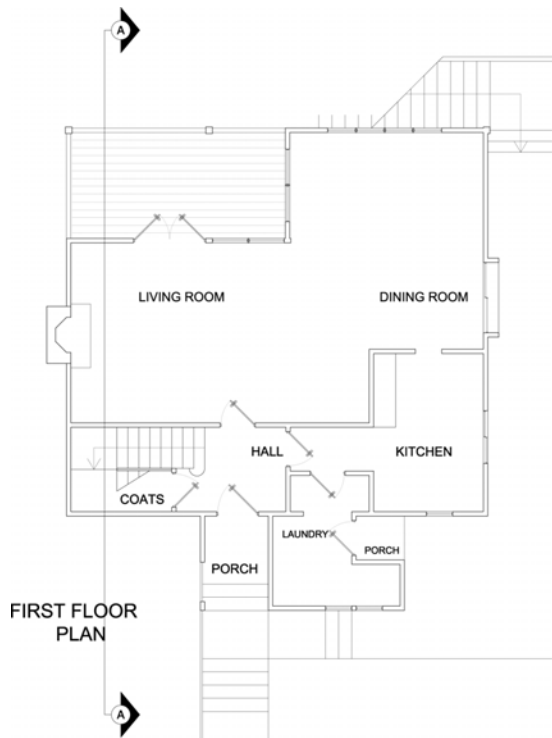 A
LIVING ROOM
DINING ROOM
HALL
KITCHEN
COATS
LAUNDRY
PORCH
PORCH
FIRST FLOOR
PLAN
A